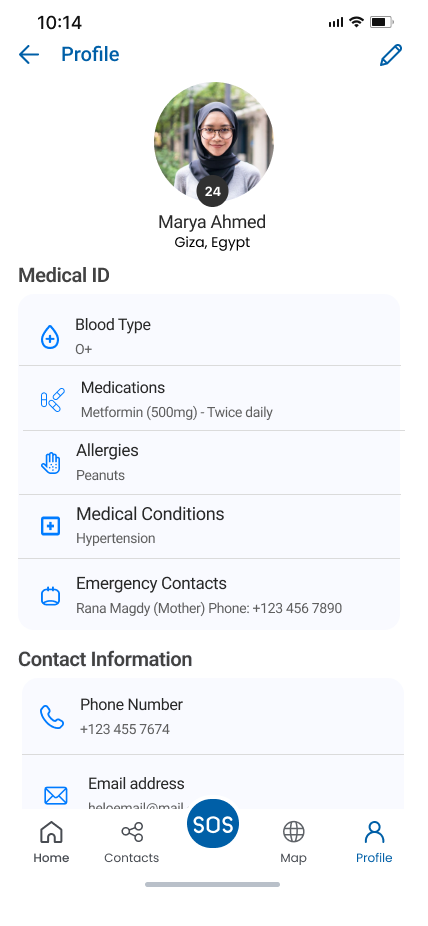 10:14
Profile
24
Marya Ahmed
Giza, Egypt
Medical ID
Blood Type
O+
Medications
Metformin (500mg) - Twice daily
Allergies
Peanuts
Medical Conditions
Hypertension
Emergency Contacts
Rana Magdy (Mother) Phone: +123 456 7890
Contact Information
Phone Number
+123 455 7674
Email address
heloemail@mail
SOS
Home
Contacts
Map
Profile